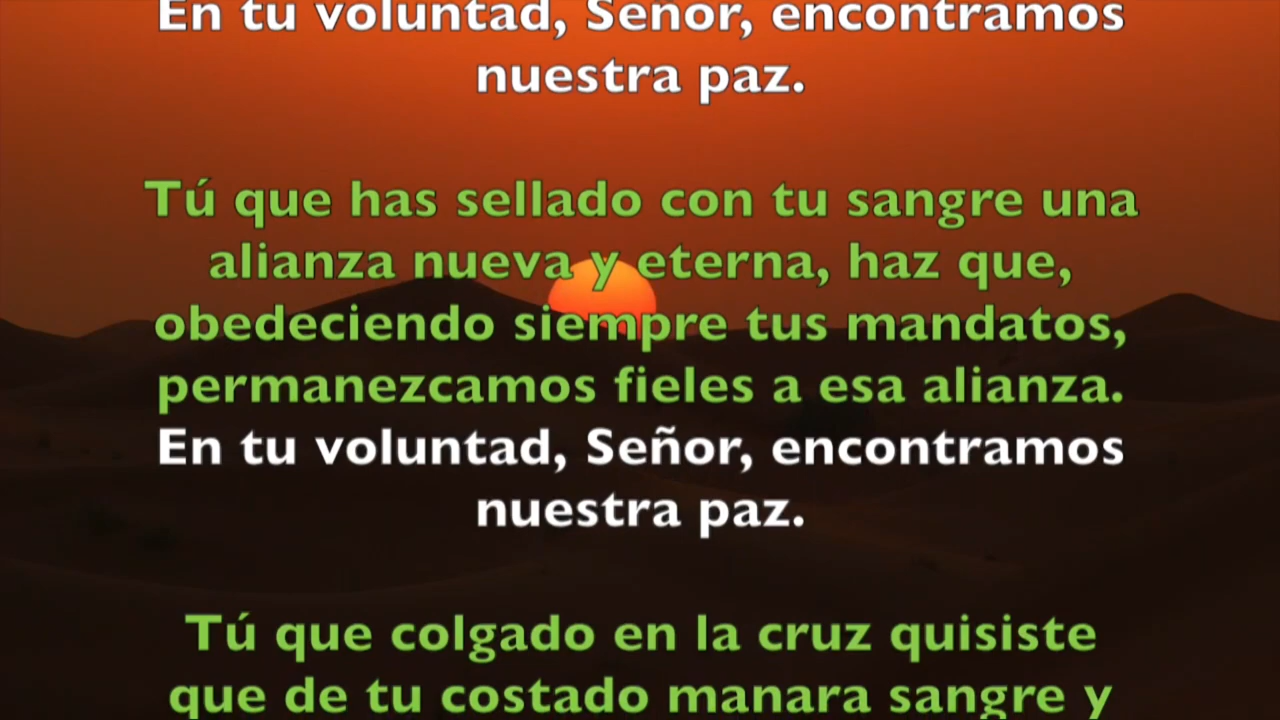 En tu voluntad, Señor, encontramos
nuestra paz.
Tú que has sellado con tu sangre una
alianza nueva y eterna, haz que,
obedeciendo siempre tus mandatos,
permanezcamos fieles a esa alianza.
En tu voluntad, Señor, encontramos
nuestra paz.
Tú que colgado en la cruz quisiste
que de tu costado manara sangre y